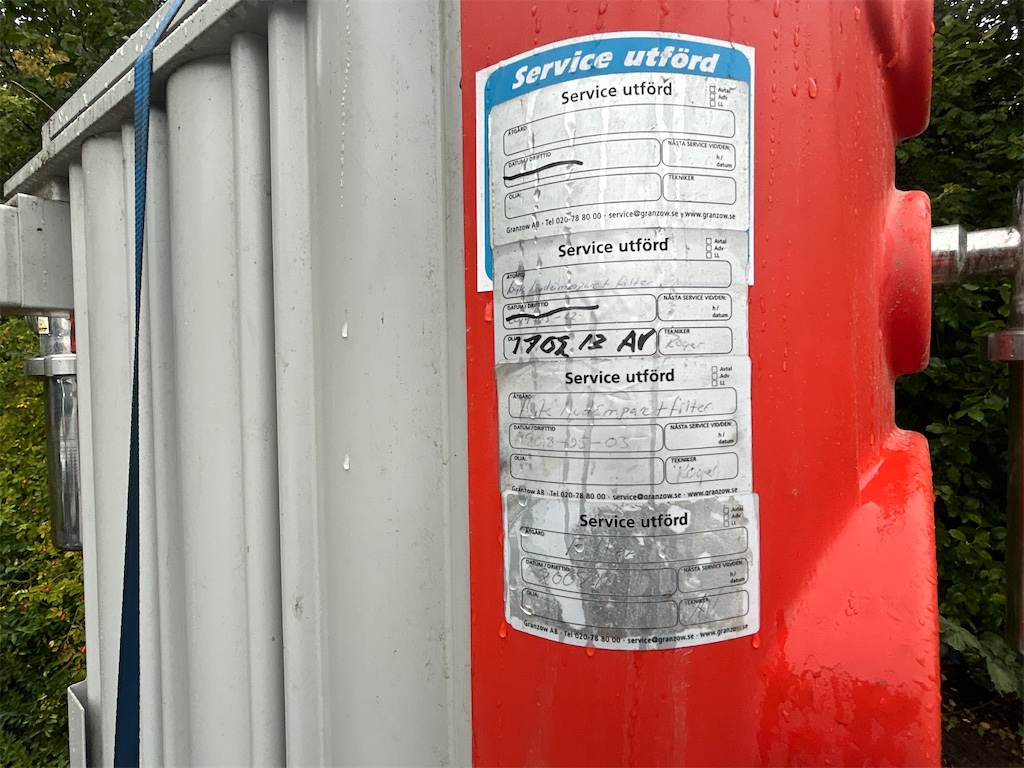 Service utförd
Service utförd
Avtal
Adv
LL
ÅTGÄRD
DATUM / DRIFTTID
NÄSTA SERVICE VID/DEN:
h /
datum
OLJA:
TEKNIKER
Granzow AB · Tel 020-78 80 00 · service@granzow.se · www.granzow.se
Service utförd
Avtal
Adv
LL
ÅTGÄRD
filter
DATUM / DRIFTTID
NÄSTA SERVICE VID/DEN:
h /
datum
OLJA:
TEKNIKER
Roger
Service utförd
Avtal
Adv
LL
ÅTGÄRD
filter
DATUM / DRIFTTID
NÄSTA SERVICE VID/DEN:
-05-03
h /
datum
OLJA:
TEKNIKER
Roger
Granzow AB · Tel 020-78 80 00 · service@granzow.se · www.granzow.se
Service utförd
Avtal
Adv
LL
ÅTGÄRD
DATUM / DRIFTTID
NÄSTA SERVICE VID/DEN:
h /
datum
OLJA:
TEKNIKER
Granzow AB · Tel 020-78 80 00 · service@granzow.se · www.granzow.se